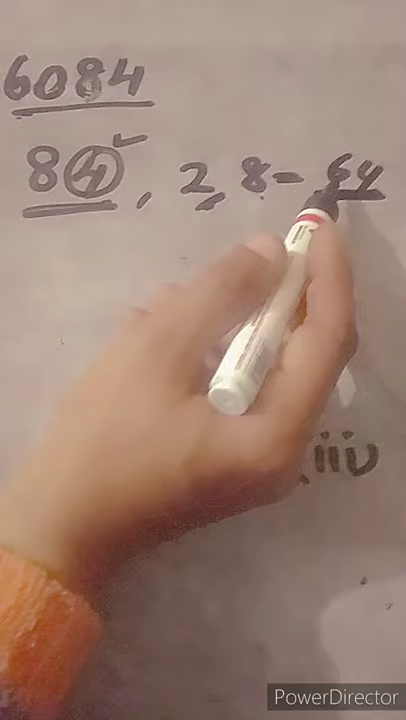 6084
84✓, 2, 8 - 64
iiv
PowerDirector